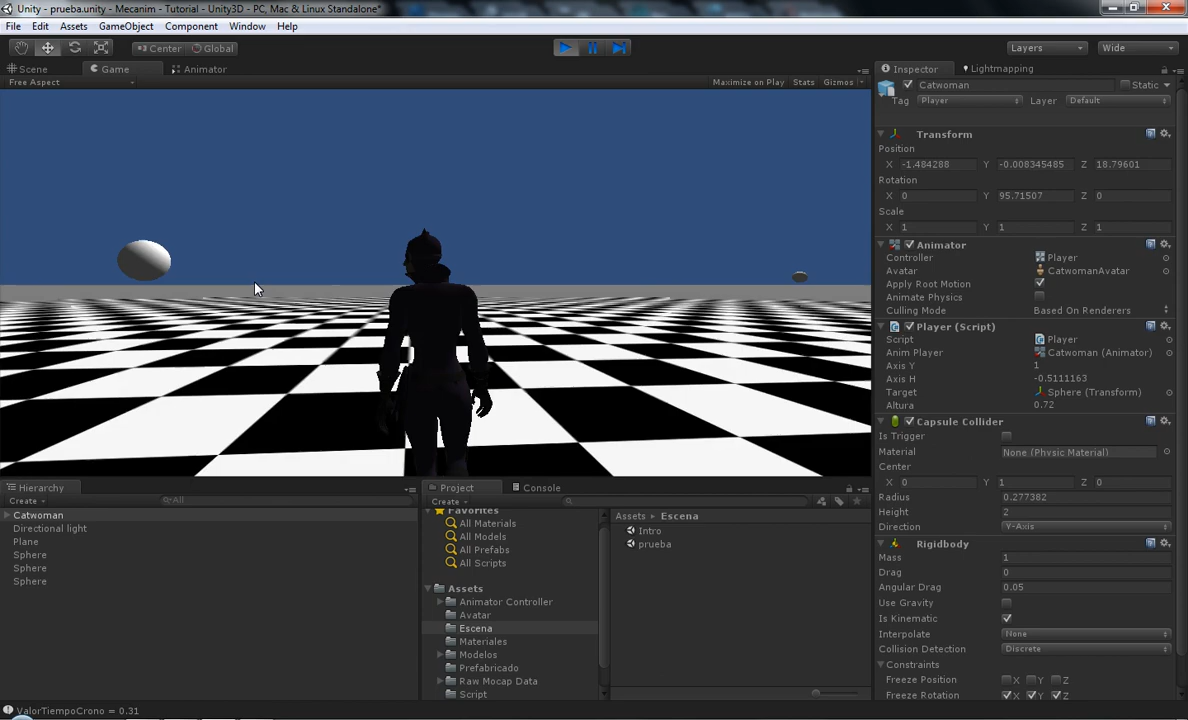 Unity - prueba.unity - Mecanim - Tutorial - Unity3D - PC, Mac & Linux Standalone*
File Edit Assets GameObject Component Window Help
Center Global Layers Wide
Scene Game Animator Inspector Lightmapping
Free Aspect Maximize on Play Stats Gizmos
Catwoman Static
Tag Player Layer Default
Transform
Position
X -1.484288 Y -0.008345485 Z 18.79601
Rotation
X 0 Y 95.71507 Z 0
Scale
X 1 Y 1 Z 1
Animator
Controller Player
Avatar CatwomanAvatar
Apply Root Motion
Animate Physics
Culling Mode Based On Renderers
Player (Script)
Script Player
Anim Player Catwoman (Animator)
Axis Y 1
Axis H -0.5111163
Target Sphere (Transform)
Altura 0.72
Capsule Collider
Is Trigger
Material None (Physic Material)
Center
X 0 Y 1 Z 0
Radius 0.277382
Height 2
Direction Y-Axis
Rigidbody
Mass 1
Drag 0
Angular Drag 0.05
Use Gravity
Is Kinematic
Interpolate None
Collision Detection Discrete
Constraints
Freeze Position X Y Z
Freeze Rotation X Y Z
Hierarchy
Create All
Catwoman
Directional light
Plane
Sphere
Sphere
Sphere
Project Console
Create
Favorites
All Materials
All Models
All Prefabs
All Scripts
Assets
Animator Controller
Avatar
Escena
Materiales
Modelos
Prefabricado
Raw Mocap Data
Script
Assets Escena
Intro
prueba
ValorTiempoCrono = 0.31